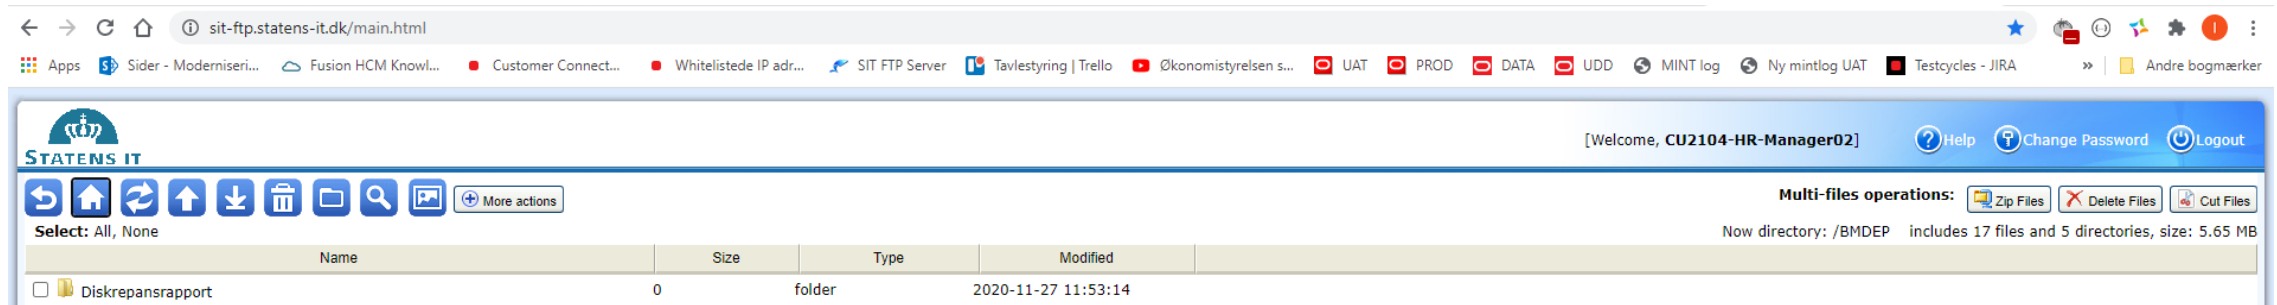 sit-ftp.statens-it.dk/main.html
Apps Sider - Moderniseri... Fusion HCM Knowl... Customer Connect... Whitelistede IP adr... SIT FTP Server Tavlestyring | Trello Økonomistyrelsen s... UAT PROD DATA UDD MINT log Ny mintlog UAT Testcycles - JIRA » Andre bogmærker
STATENS IT
[Welcome, CU2104-HR-Manager02] Help Change Password Logout
More actions Multi-files operations: Zip Files Delete Files Cut Files
Select: All, None Now directory: /BMDEP includes 17 files and 5 directories, size: 5.65 MB
Name Size Type Modified
Diskrepansrapport 0 folder 2020-11-27 11:53:14